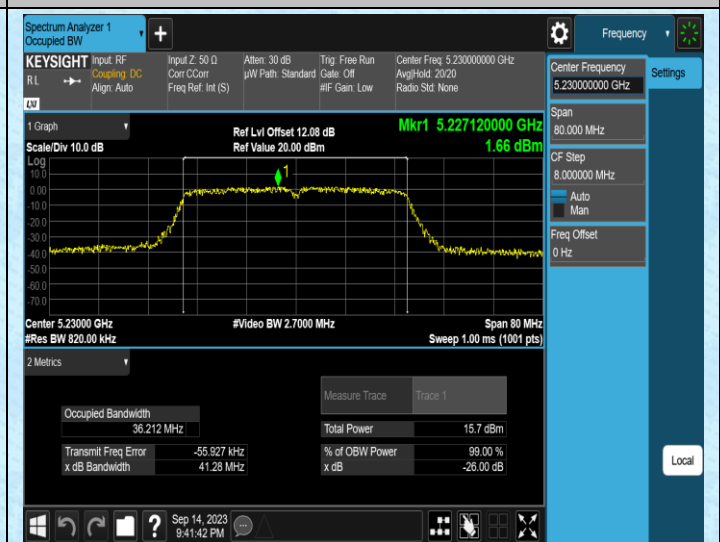 Spectrum Analyzer 1
Occupied BW
+
Frequency
KEYSIGHT
RL
LXI
Input: RF
Coupling: DC
Align: Auto
Input Z: 50 Ω
Corr CCorr
Freq Ref: Int (S)
Atten: 30 dB
µW Path: Standard
Trig: Free Run
Gate: Off
#IF Gain: Low
Center Freq: 5.230000000 GHz
Avg|Hold: 20/20
Radio Std: None
Center Frequency
5.230000000 GHz
Settings
Span
80.000 MHz
CF Step
8.000000 MHz
Auto
Man
Freq Offset
0 Hz
1 Graph
Scale/Div 10.0 dB
Ref Lvl Offset 12.08 dB
Ref Value 20.00 dBm
Mkr1 5.227120000 GHz
1.66 dBm
Log
10.0
0.00
-10.0
-20.0
-30.0
-40.0
-50.0
-60.0
-70.0
1
Center 5.23000 GHz
#Res BW 820.00 kHz
#Video BW 2.7000 MHz
Span 80 MHz
Sweep 1.00 ms (1001 pts)
2 Metrics
Measure Trace
Trace 1
Occupied Bandwidth
36.212 MHz
Total Power
15.7 dBm
Transmit Freq Error
-55.927 kHz
% of OBW Power
99.00 %
x dB Bandwidth
41.28 MHz
x dB
-26.00 dB
Local
?
Sep 14, 2023
9:41:42 PM